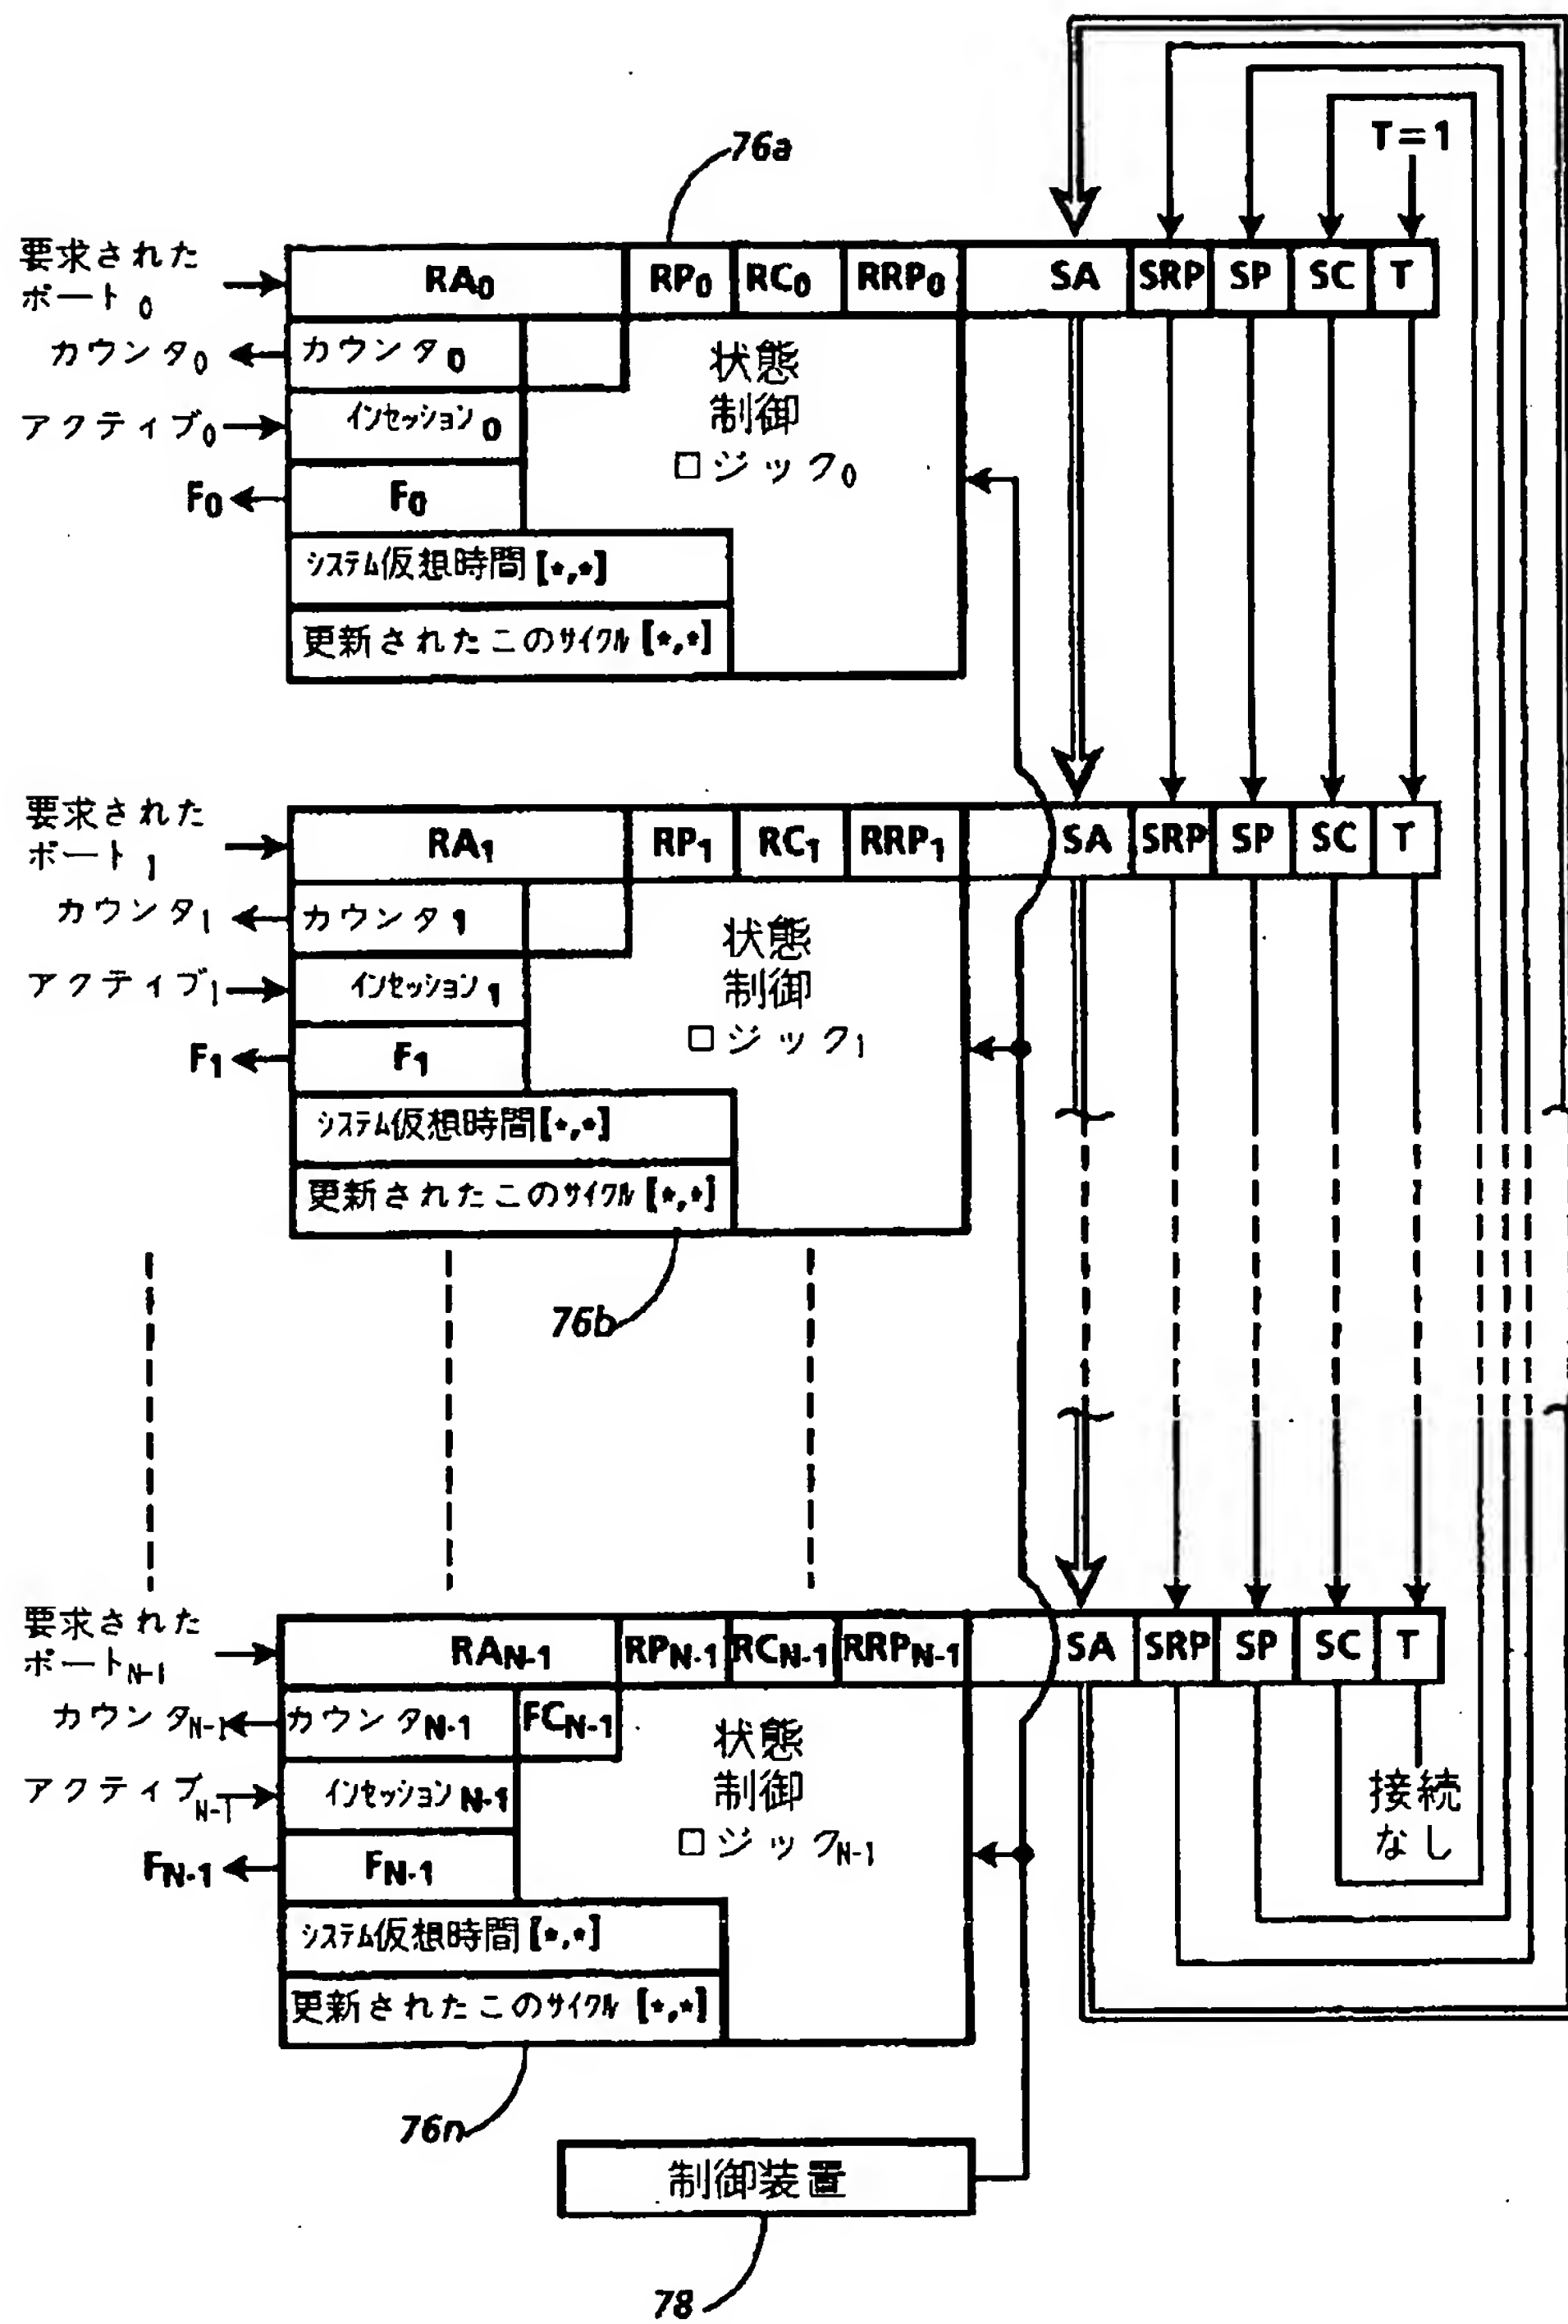 76a
T=1
要求された
ポート0
RA0 RP0 RC0 RRP0 SA SRP SP SC T
カウンタ0 カウンタ0
状態
制御
ロジック0
アクティブ0 インセッション0
F0 F0
システム仮想時間[*,*]
更新されたこのサイクル[*,*]
要求された
ポート1
RA1 RP1 RC1 RRP1 SA SRP SP SC T
カウンタ1 カウンタ1
状態
制御
ロジック1
アクティブ1 インセッション1
F1 F1
システム仮想時間[*,*]
更新されたこのサイクル[*,*]
76b
要求された
ポートN-1
RAN-1 RPN-1 RCN-1 RRPN-1 SA SRP SP SC T
カウンタN-1 カウンタN-1 FCN-1
状態
制御
ロジックN-1
アクティブN-1 インセッションN-1
FN-1 FN-1
接続
なし
システム仮想時間[*,*]
更新されたこのサイクル[*,*]
76n
制御装置
78